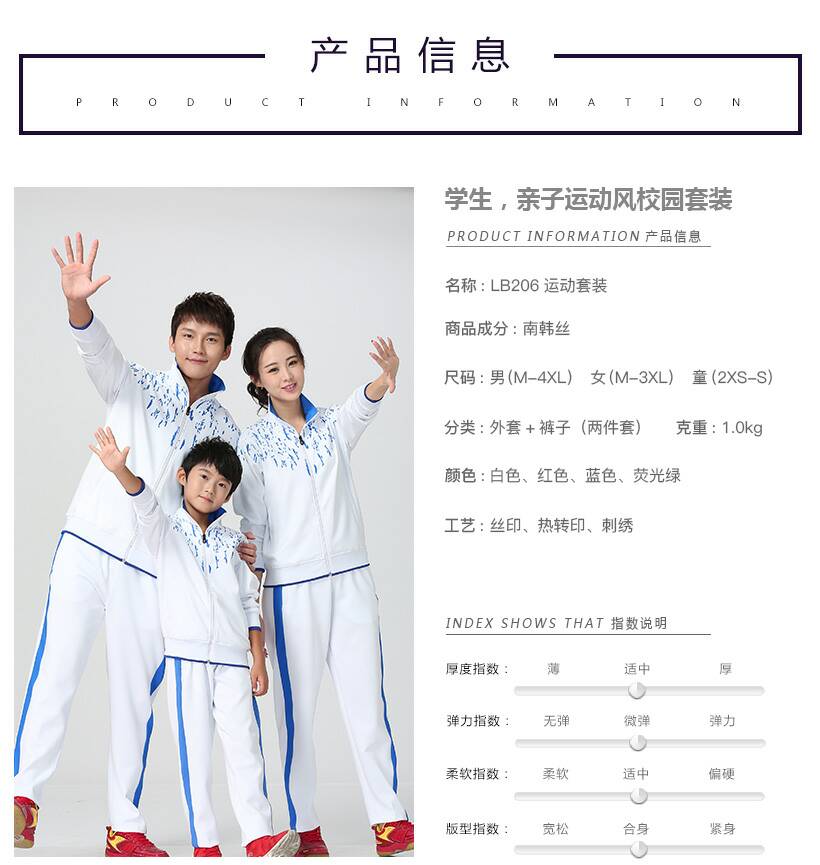 产品信息
PRODUCT INFORMATION
学生，亲子运动风校园套装
PRODUCT INFORMATION 产品信息
名称：LB206 运动套装
商品成分：南韩丝
尺码：男(M-4XL) 女(M-3XL) 童(2XS-S)
分类：外套+裤子（两件套） 克重：1.0kg
颜色：白色、红色、蓝色、荧光绿
工艺：丝印、热转印、刺绣
INDEX SHOWS THAT 指数说明
厚度指数： 薄 适中 厚
弹力指数： 无弹 微弹 弹力
柔软指数： 柔软 适中 偏硬
版型指数： 宽松 合身 紧身